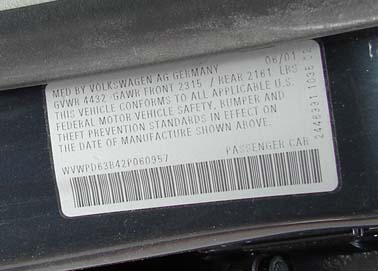 06/01
MFD BY VOLKSWAGEN AG GERMANY
GVWR 4432 GAWR FRONT 2315 / REAR 2161 LBS
THIS VEHICLE CONFORMS TO ALL APPLICABLE U.S.
FEDERAL MOTOR VEHICLE SAFETY, BUMPER AND
THEFT PREVENTION STANDARDS IN EFFECT ON
THE DATE OF MANUFACTURE SHOWN ABOVE
WVWPD63B42P060957 PASSENGER CAR